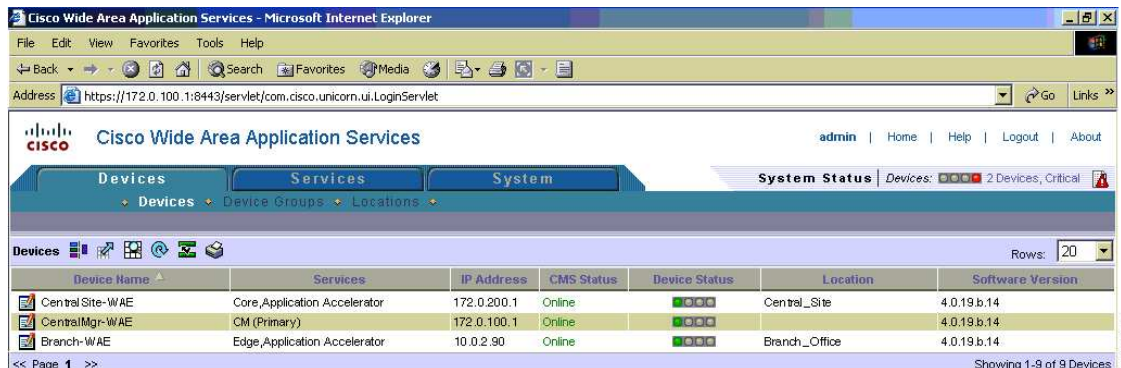 Cisco Wide Area Application Services - Microsoft Internet Explorer
File Edit View Favorites Tools Help
Back Search Favorites Media
Address https://172.0.100.1:8443/servlet/com.cisco.unicorn.ui.LoginServlet Go Links »
cisco Cisco Wide Area Application Services admin | Home | Help | Logout | About
Devices Services System System Status | Devices: 2 Devices, Critical
Devices Device Groups Locations
Devices Rows: 20
Device Name Services IP Address CMS Status Device Status Location Software Version
Central Site-WAE Core,Application Accelerator 172.0.200.1 Online Central_Site 4.0.19.b.14
CentralMgr-WAE CM (Primary) 172.0.100.1 Online 4.0.19.b.14
Branch-WAE Edge,Application Accelerator 10.0.2.90 Online Branch_Office 4.0.19.b.14
<< Page 1 >> Showing 1-9 of 9 Devices